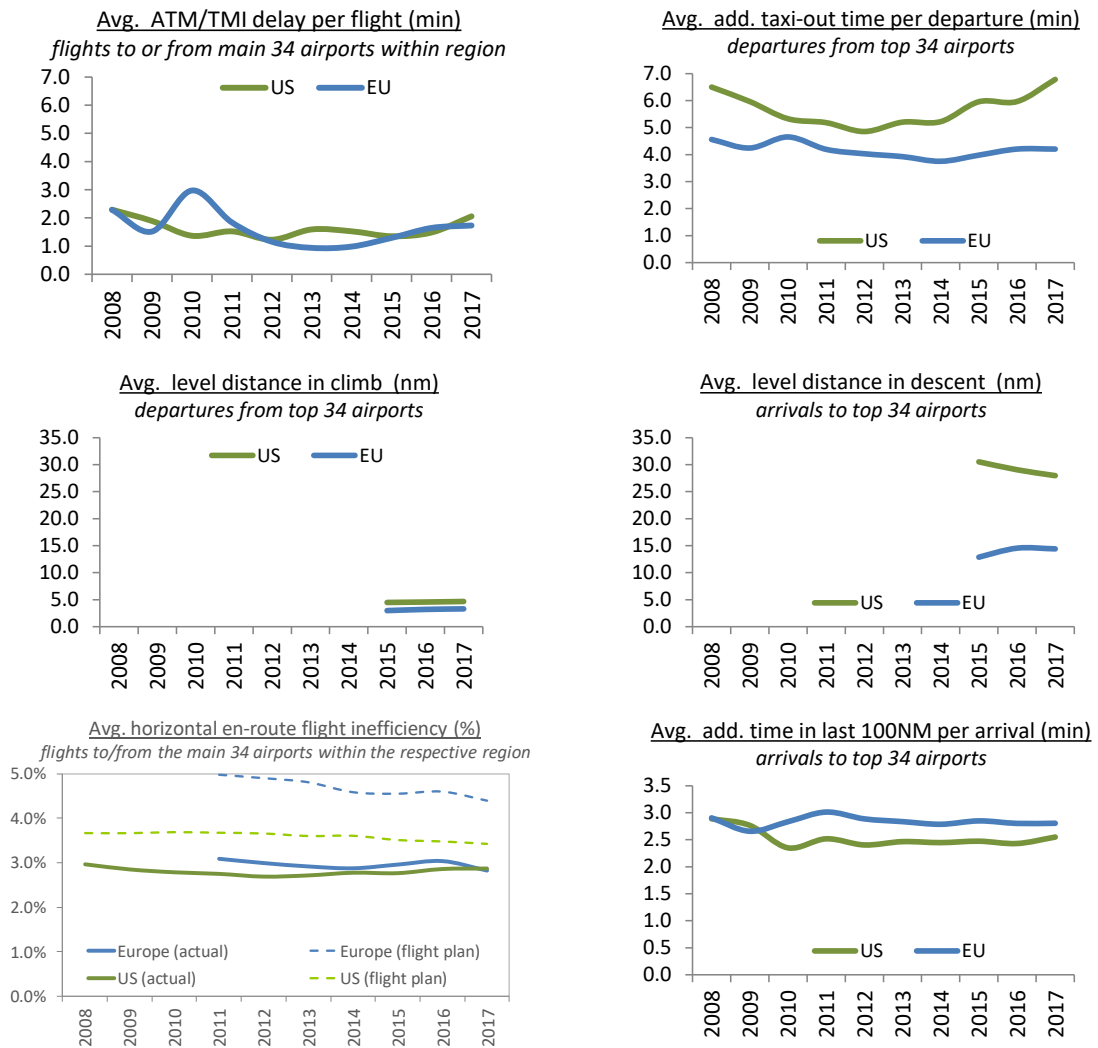 Avg. ATM/TMI delay per flight (min)
flights to or from main 34 airports within region
US EU
7.0
6.0
5.0
4.0
3.0
2.0
1.0
0.0
2008 2009 2010 2011 2012 2013 2014 2015 2016 2017
Avg. add. taxi-out time per departure (min)
departures from top 34 airports
7.0
6.0
5.0
4.0
3.0
2.0
1.0
0.0
US EU
2008 2009 2010 2011 2012 2013 2014 2015 2016 2017
Avg. level distance in climb (nm)
departures from top 34 airports
US EU
35.0
30.0
25.0
20.0
15.0
10.0
5.0
0.0
2008 2009 2010 2011 2012 2013 2014 2015 2016 2017
Avg. level distance in descent (nm)
arrivals to top 34 airports
35.0
30.0
25.0
20.0
15.0
10.0
5.0
0.0
US EU
2008 2009 2010 2011 2012 2013 2014 2015 2016 2017
Avg. horizontal en-route flight inefficiency (%)
flights to/from the main 34 airports within the respective region
5.0%
4.0%
3.0%
2.0%
1.0%
0.0%
Europe (actual) Europe (flight plan)
US (actual) US (flight plan)
2008 2009 2010 2011 2012 2013 2014 2015 2016 2017
Avg. add. time in last 100NM per arrival (min)
arrivals to top 34 airports
3.5
3.0
2.5
2.0
1.5
1.0
0.5
0.0
US EU
2008 2009 2010 2011 2012 2013 2014 2015 2016 2017